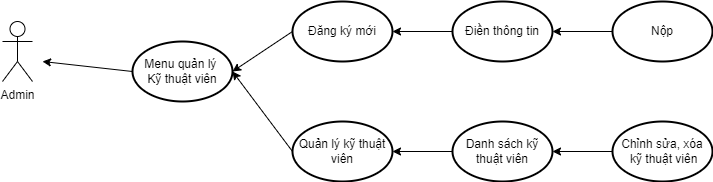 Admin
Menu quản lý
Kỹ thuật viên
Đăng ký mới
Điền thông tin
Nộp
Quản lý kỹ thuật
viên
Danh sách kỹ
thuật viên
Chỉnh sửa, xóa
kỹ thuật viên